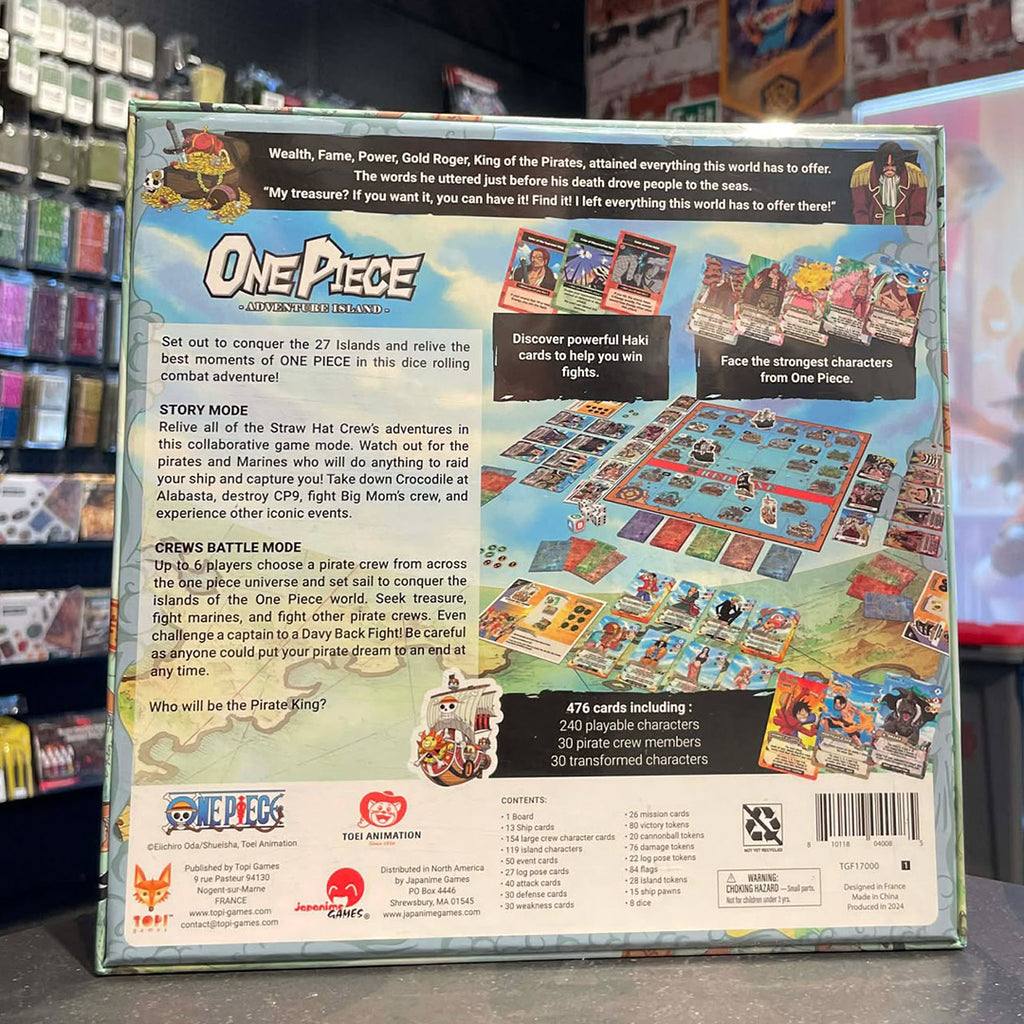 Wealth, Fame, Power, Gold Roger, King of the Pirates, attained everything this world has to offer.
The words he uttered just before his death drove people to the seas.
"My treasure? If you want it, you can have it! Find it! I left everything this world has to offer there!"
ONE PIECE
- ADVENTURE ISLAND -
Set out to conquer the 27 Islands and relive the
best moments of ONE PIECE in this dice rolling
combat adventure!
STORY MODE
Relive all of the Straw Hat Crew's adventures in
this collaborative game mode. Watch out for the
pirates and Marines who will do anything to raid
your ship and capture you! Take down Crocodile at
Alabasta, destroy CP9, fight Big Mom's crew, and
experience other iconic events.
CREWS BATTLE MODE
Up to 6 players choose a pirate crew from across
the one piece universe and set sail to conquer the
islands of the One Piece world. Seek treasure,
fight marines, and fight other pirate crews. Even
challenge a captain to a Davy Back Fight! Be careful
as anyone could put your pirate dream to an end at
any time.
Who will be the Pirate King?
Discover powerful Haki
cards to help you win
fights.
Face the strongest characters
from One Piece.
476 cards including :
240 playable characters
30 pirate crew members
30 transformed characters
ONE PIECE
©Eiichiro Oda/Shueisha, Toei Animation
TOEI ANIMATION
Since 1956
TOPI™
games
Published by Topi Games
9 rue Pasteur 94130
Nogent-sur-Marne
FRANCE
www.topi-games.com
contact@topi-games.com
Japanime
GAMES®
Distributed in North America
by Japanime Games
PO Box 4446
Shrewsbury, MA 01545
www.japanimegames.com
CONTENTS:
· 1 Board
· 13 Ship cards
· 154 large crew character cards
· 119 island characters
· 50 event cards
· 27 log pose cards
· 40 attack cards
· 30 defense cards
· 30 weakness cards
· 26 mission cards
· 80 victory tokens
· 20 cannonball tokens
· 76 damage tokens
· 22 log pose tokens
· 84 flags
· 28 island tokens
· 15 ship pawns
· 8 dice
NOT YET RECYCLED
WARNING:
CHOKING HAZARD — Small parts.
Not for children under 3 yrs.
8 10118 04008 5
TGF17000 1
Designed in France
Made in China
Produced In 2024